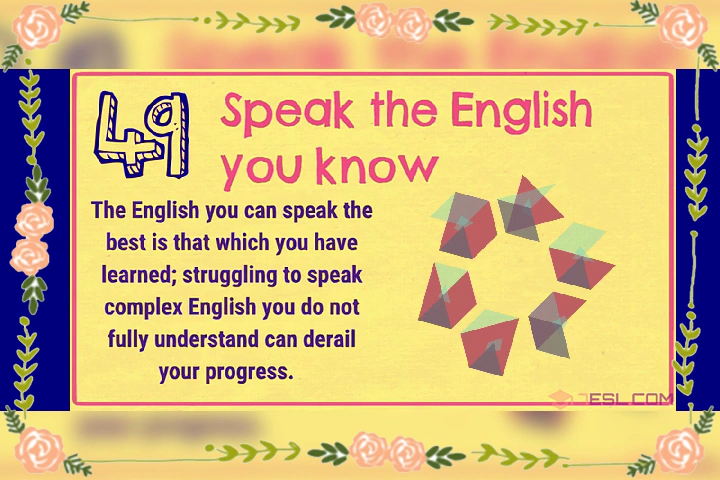 49
Speak the English
you know
The English you can speak the
best is that which you have
learned; struggling to speak
complex English you do not
fully understand can derail
your progress.
7ESL.COM